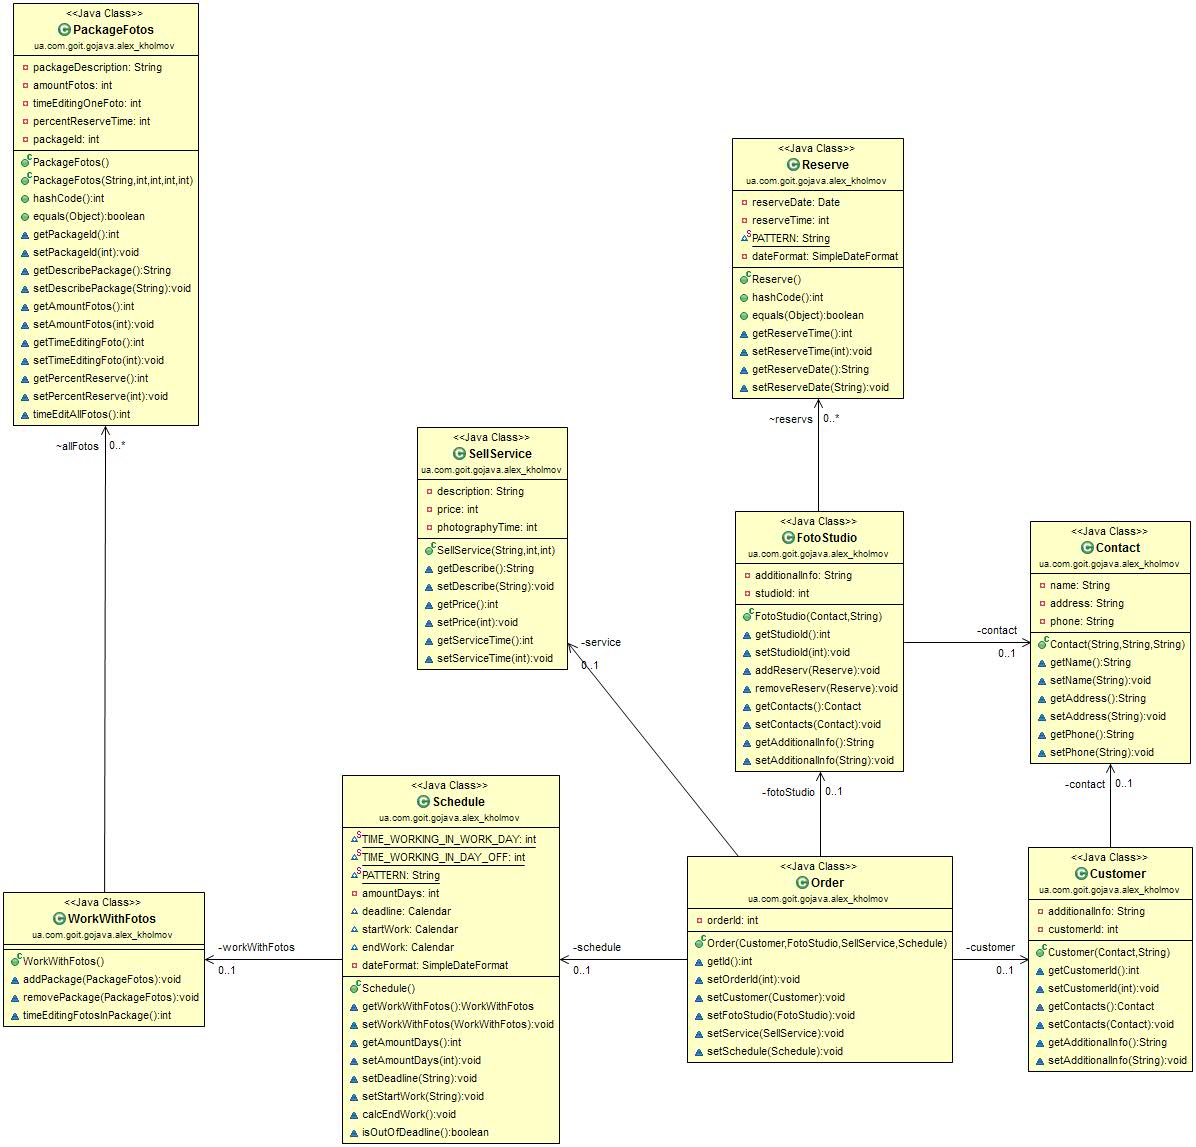 <<Java Class>>
PackageFotos
ua.com.goit.gojava.alex_kholmov
packageDescription: String
amountFotos: int
timeEditingOneFoto: int
percentReserveTime: int
packageId: int
PackageFotos()
PackageFotos(String,int,int,int,int)
hashCode():int
equals(Object):boolean
getPackageId():int
setPackageId(int):void
getDescribePackage():String
setDescribePackage(String):void
getAmountFotos():int
setAmountFotos(int):void
getTimeEditingFoto():int
setTimeEditingFoto(int):void
getPercentReserve():int
setPercentReserve(int):void
timeEditAllFotos():int
~allFotos 0..*
<<Java Class>>
Reserve
ua.com.goit.gojava.alex_kholmov
reserveDate: Date
reserveTime: int
PATTERN: String
dateFormat: SimpleDateFormat
Reserve()
hashCode():int
equals(Object):boolean
getReserveTime():int
setReserveTime(int):void
getReserveDate():String
setReserveDate(String):void
~reservs 0..*
<<Java Class>>
SellService
ua.com.goit.gojava.alex_kholmov
description: String
price: int
photographyTime: int
SellService(String,int,int)
getDescribe():String
setDescribe(String):void
getPrice():int
setPrice(int):void
getServiceTime():int
setServiceTime(int):void
-service
0..1
<<Java Class>>
FotoStudio
ua.com.goit.gojava.alex_kholmov
additionalInfo: String
studioId: int
FotoStudio(Contact,String)
getStudioId():int
setStudioId(int):void
addReserv(Reserve):void
removeReserv(Reserve):void
getContacts():Contact
setContacts(Contact):void
getAdditionalInfo():String
setAdditionalInfo(String):void
-contact
0..1
<<Java Class>>
Contact
ua.com.goit.gojava.alex_kholmov
name: String
address: String
phone: String
Contact(String,String,String)
getName():String
setName(String):void
getAddress():String
setAddress(String):void
getPhone():String
setPhone(String):void
-fotoStudio 0..1
-contact 0..1
<<Java Class>>
Schedule
ua.com.goit.gojava.alex_kholmov
TIME_WORKING_IN_WORK_DAY: int
TIME_WORKING_IN_DAY_OFF: int
PATTERN: String
amountDays: int
deadline: Calendar
startWork: Calendar
endWork: Calendar
dateFormat: SimpleDateFormat
Schedule()
getWorkWithFotos():WorkWithFotos
setWorkWithFotos(WorkWithFotos):void
getAmountDays():int
setAmountDays(int):void
setDeadline(String):void
setStartWork(String):void
calcEndWork():void
isOutOfDeadline():boolean
<<Java Class>>
WorkWithFotos
ua.com.goit.gojava.alex_kholmov
WorkWithFotos()
addPackage(PackageFotos):void
removePackage(PackageFotos):void
timeEditingFotosInPackage():int
-workWithFotos
0..1
-schedule
0..1
<<Java Class>>
Order
ua.com.goit.gojava.alex_kholmov
orderId: int
Order(Customer,FotoStudio,SellService,Schedule)
getId():int
setOrderId(int):void
setCustomer(Customer):void
setFotoStudio(FotoStudio):void
setService(SellService):void
setSchedule(Schedule):void
-customer
0..1
<<Java Class>>
Customer
ua.com.goit.gojava.alex_kholmov
additionalInfo: String
customerId: int
Customer(Contact,String)
getCustomerId():int
setCustomerId(int):void
getContacts():Contact
setContacts(Contact):void
getAdditionalInfo():String
setAdditionalInfo(String):void